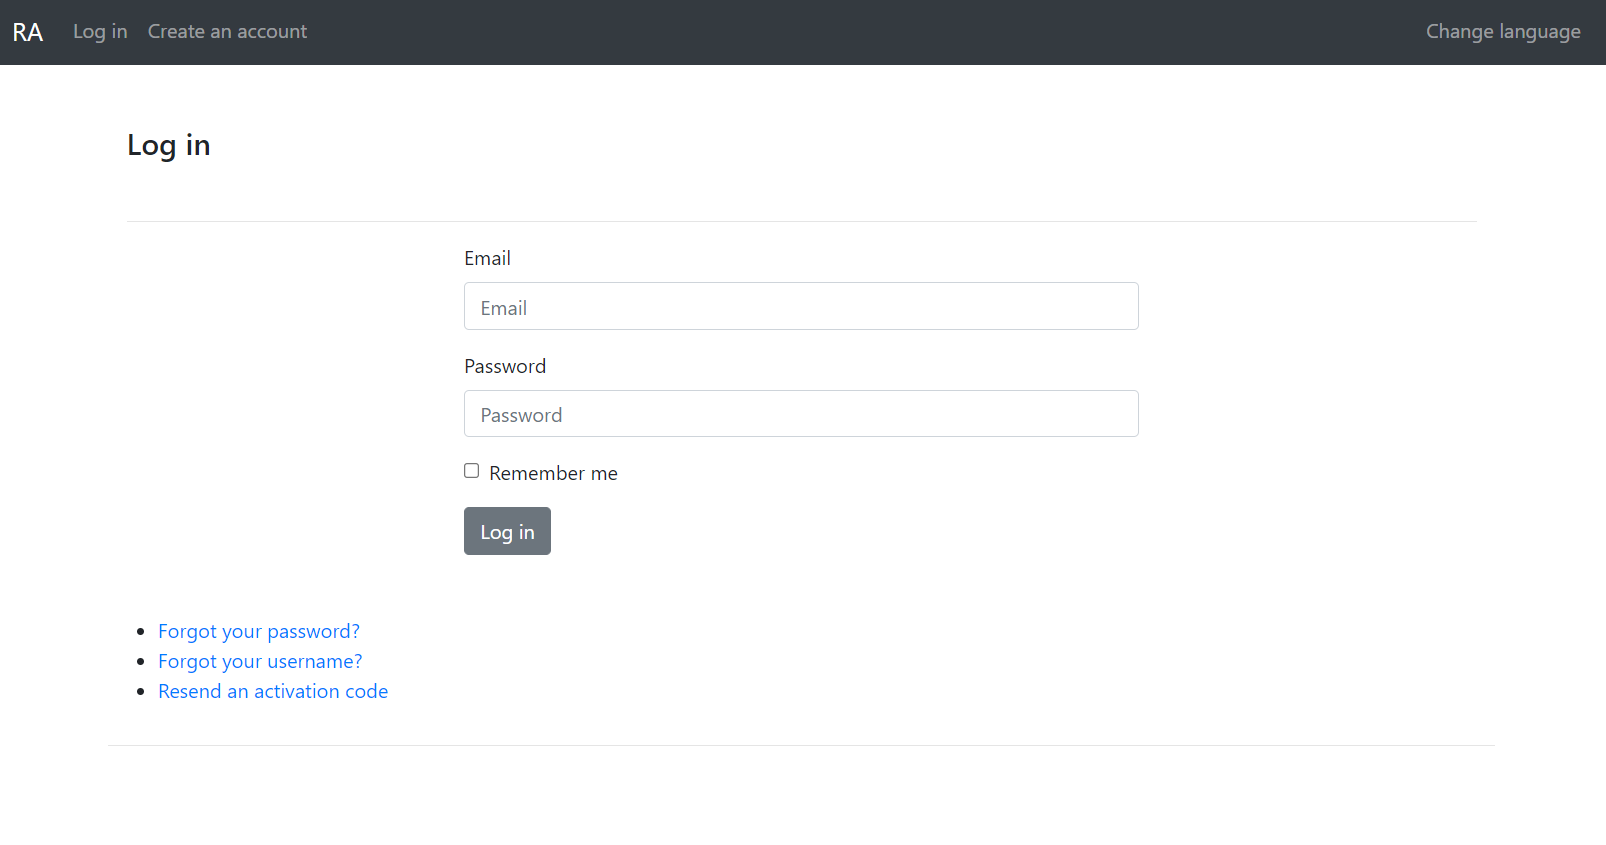 RA Log in Create an account Change language
Log in
Email
Email
Password
Password
Remember me
Log in
Forgot your password?
Forgot your username?
Resend an activation code